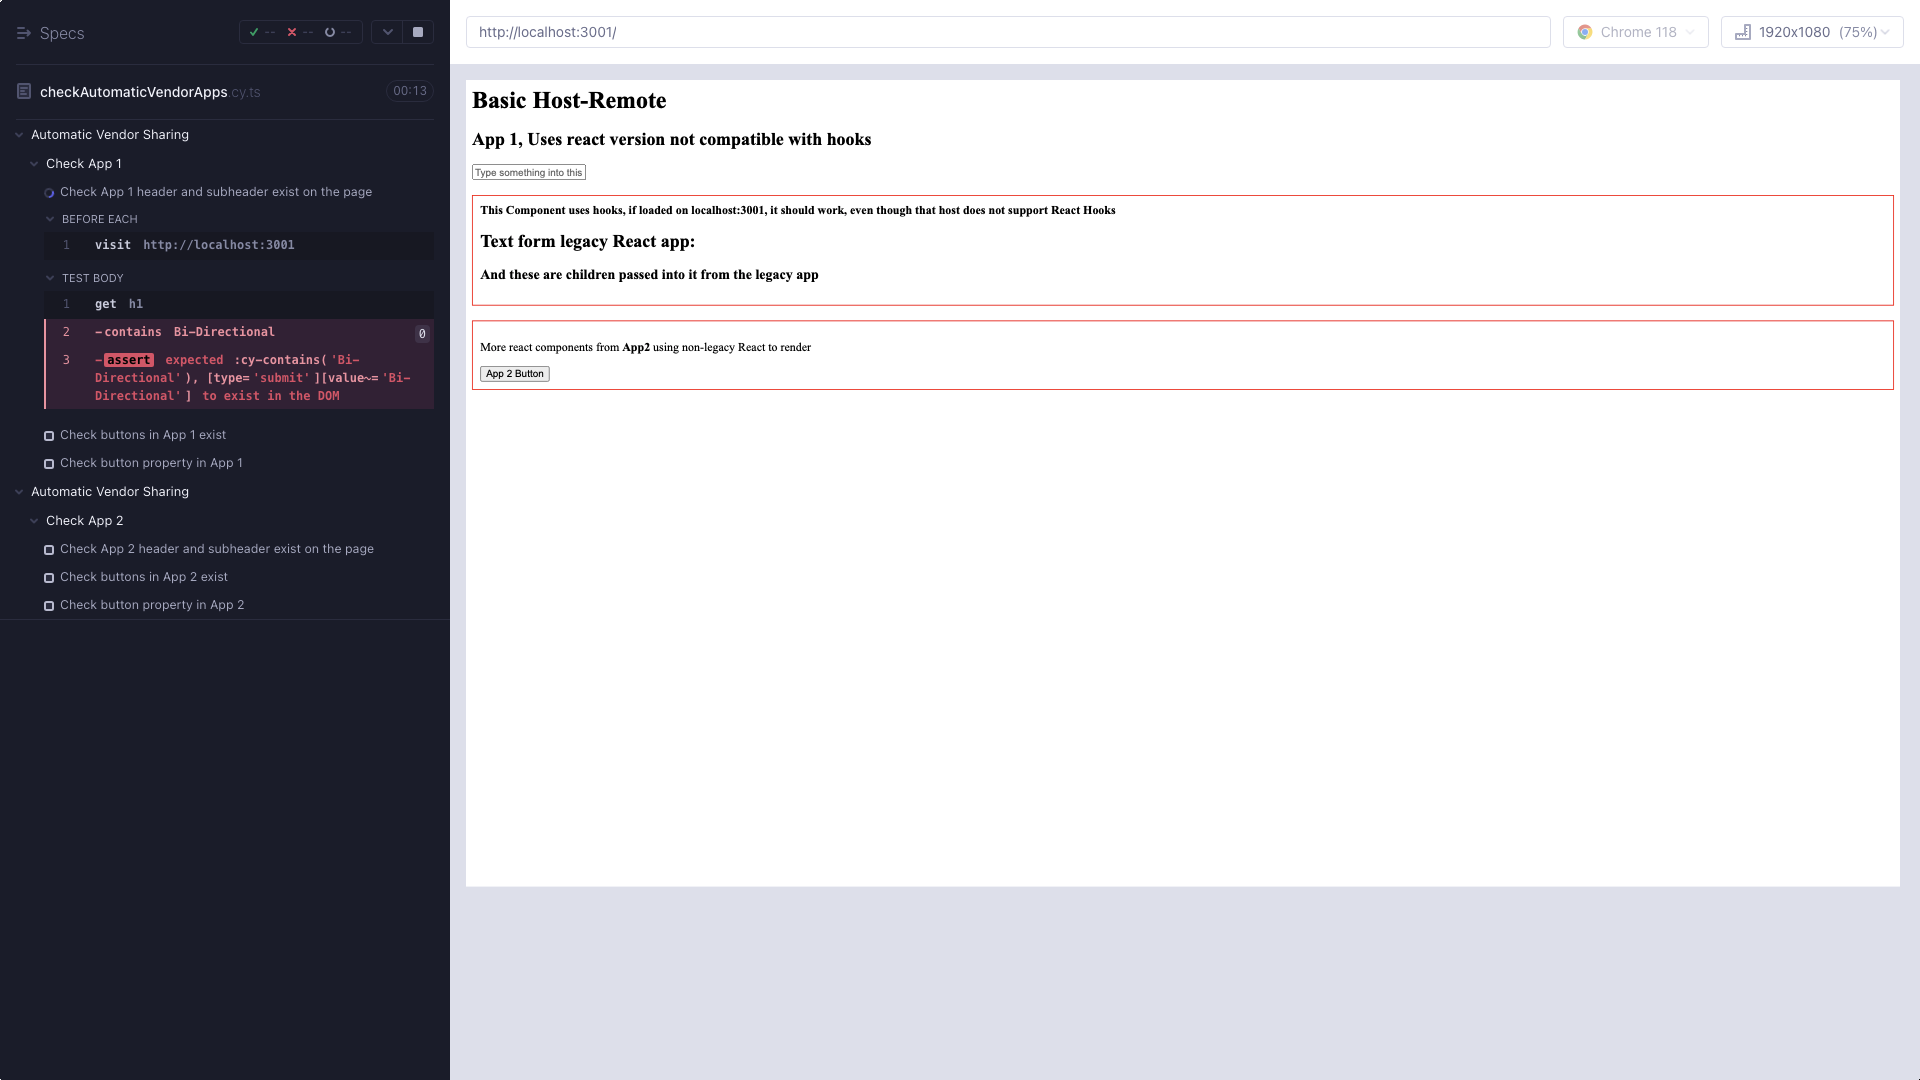 Specs
-- -- --
checkAutomaticVendorApps.cy.ts 00:13
Automatic Vendor Sharing
Check App 1
Check App 1 header and subheader exist on the page
BEFORE EACH
1 visit http://localhost:3001
TEST BODY
1 get h1
2 -contains Bi-Directional 0
3 -assert expected :cy-contains('Bi-
Directional'), [type='submit'][value~='Bi-
Directional'] to exist in the DOM
Check buttons in App 1 exist
Check button property in App 1
Automatic Vendor Sharing
Check App 2
Check App 2 header and subheader exist on the page
Check buttons in App 2 exist
Check button property in App 2
http://localhost:3001/
Chrome 118
1920x1080 (75%)
Basic Host-Remote
App 1, Uses react version not compatible with hooks
Type something into this
This Component uses hooks, if loaded on localhost:3001, it should work, even though that host does not support React Hooks
Text form legacy React app:
And these are children passed into it from the legacy app
More react components from App2 using non-legacy React to render
App 2 Button